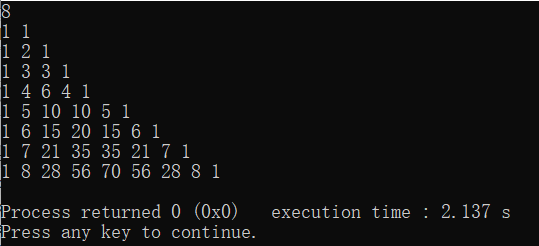 8
1 1
1 2 1
1 3 3 1
1 4 6 4 1
1 5 10 10 5 1
1 6 15 20 15 6 1
1 7 21 35 35 21 7 1
1 8 28 56 70 56 28 8 1
Process returned 0 (0x0)   execution time : 2.137 s
Press any key to continue.